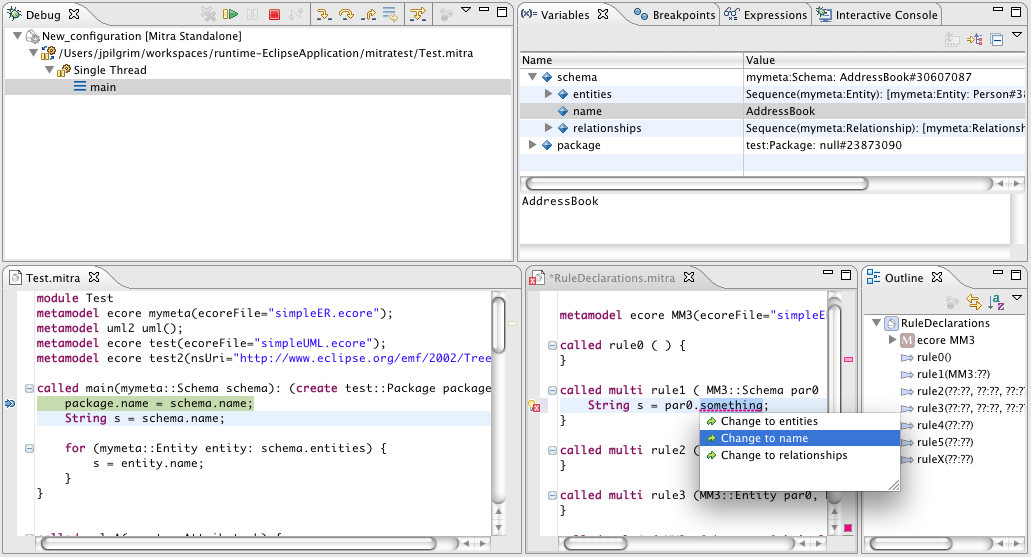 Debug
New_configuration [Mitra Standalone]
/Users/jpilgrim/workspaces/runtime-EclipseApplication/mitratest/Test.mitra
Single Thread
main
(x)= Variables
Breakpoints
Expressions
Interactive Console
Name Value
schema mymeta:Schema: AddressBook#30607087
entities Sequence(mymeta:Entity): [mymeta:Entity: Person#38
name AddressBook
relationships Sequence(mymeta:Relationship): [mymeta:Relationsh
package test:Package: null#23873090
AddressBook
Test.mitra
module Test
metamodel ecore mymeta(ecoreFile="simpleER.ecore");
metamodel uml2 uml();
metamodel ecore test(ecoreFile="simpleUML.ecore");
metamodel ecore test2(nsUri="http://www.eclipse.org/emf/2002/Tree
called main(mymeta::Schema schema): (create test::Package package
package.name = schema.name;
String s = schema.name;
for (mymeta::Entity entity: schema.entities) {
s = entity.name;
}
}
*RuleDeclarations.mitra
metamodel ecore MM3(ecoreFile="simpleE
called rule0 ( ) {
}
called multi rule1 ( MM3::Schema par0
String s = par0.something;
}
Change to entities
Change to name
Change to relationships
called multi rule2 (
}
called multi rule3 (MM3::Entity par0,
}
Outline
RuleDeclarations
M ecore MM3
rule0()
rule1(MM3:??)
rule2(??:??, ??:??, ??:??
rule3(??:??, ??:??, ??:??
rule4(??:??)
rule5(??:??)
ruleX(??:??)